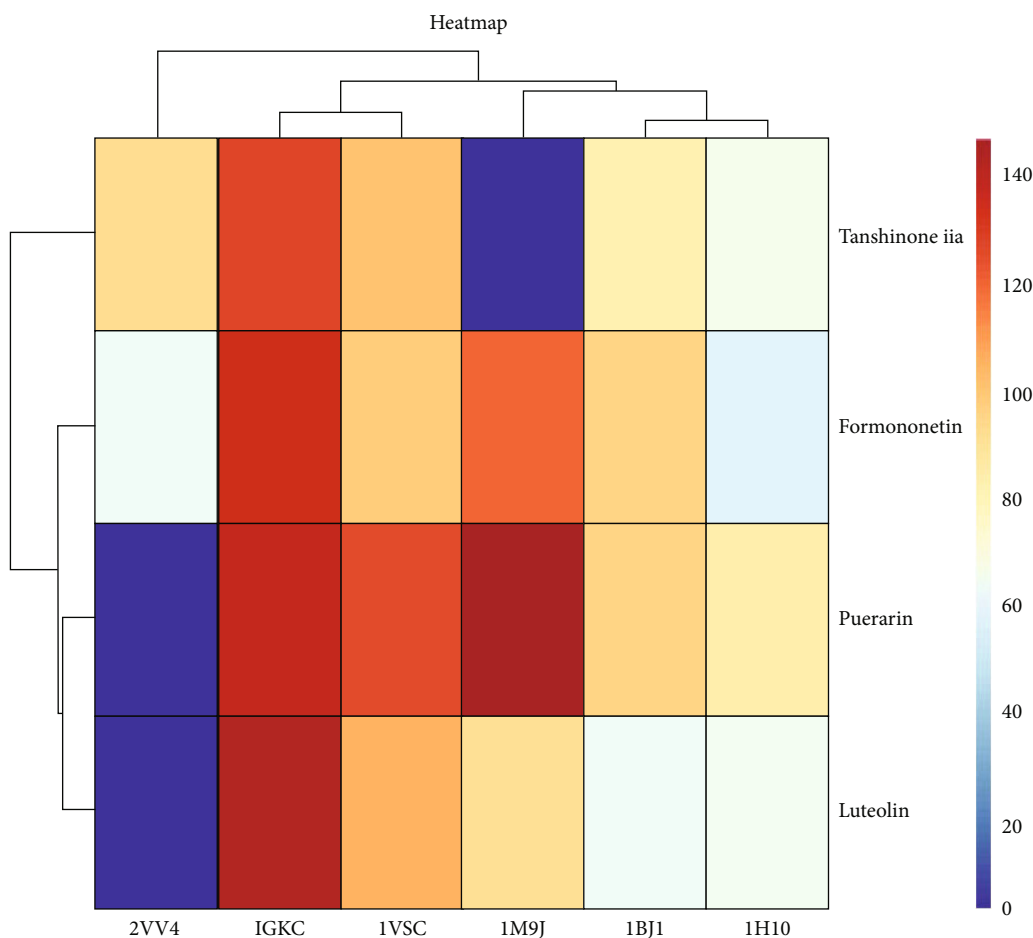 Heatmap
Tanshinone iia
Formononetin
Puerarin
Luteolin
2VV4 IGKC 1VSC 1M9J 1BJ1 1H10
140
120
100
80
60
40
20
0